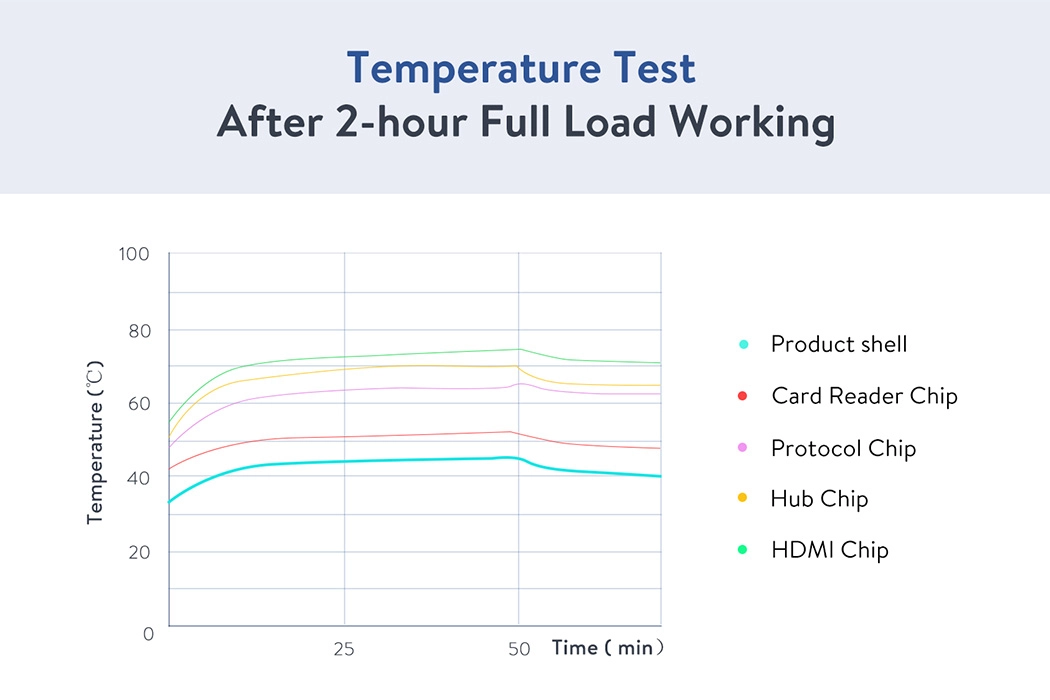 Temperature Test
After 2-hour Full Load Working
100
80
60
40
20
0
Temperature (℃)
25
50
Time ( min)
Product shell
Card Reader Chip
Protocol Chip
Hub Chip
HDMI Chip